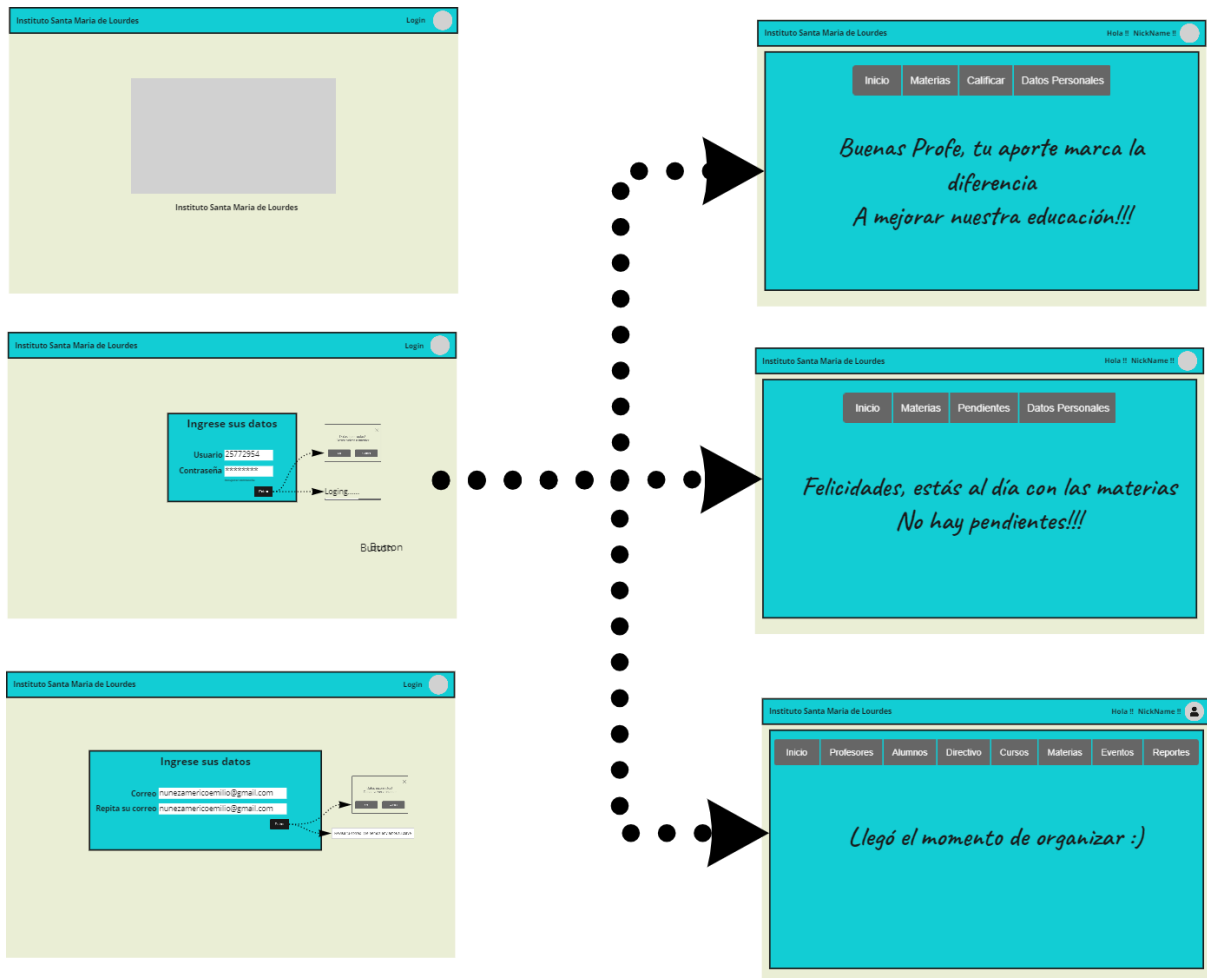 Instituto Santa Maria de Lourdes
Login
Instituto Santa Maria de Lourdes
Instituto Santa Maria de Lourdes
Login
Ingrese sus datos
Usuario 25772954
Contraseña ********
Loging.....
Button
Button
Instituto Santa Maria de Lourdes
Login
Ingrese sus datos
Correo nunezamericoemilio@gmail.com
Repita su correo nunezamericoemilio@gmail.com
Instituto Santa Maria de Lourdes
Hola !! NickName !!
Inicio Materias Calificar Datos Personales
Buenas Profe, tu aporte marca la
diferencia
A mejorar nuestra educación!!!
Instituto Santa Maria de Lourdes
Hola !! NickName !!
Inicio Materias Pendientes Datos Personales
Felicidades, estás al día con las materias
No hay pendientes!!!
Instituto Santa Maria de Lourdes
Hola !! NickName !!
Inicio Profesores Alumnos Directivo Cursos Materias Eventos Reportes
Llegó el momento de organizar :)